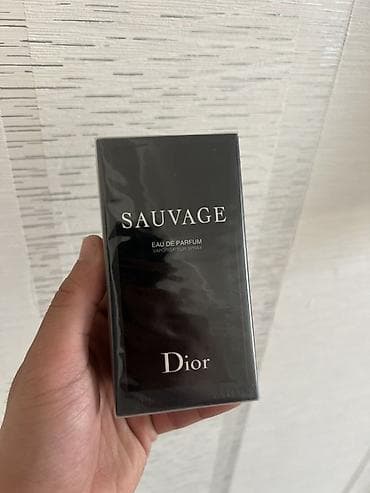 SAUVAGE
EAU DE PARFUM
VAPORISATEUR SPRAY
Dior